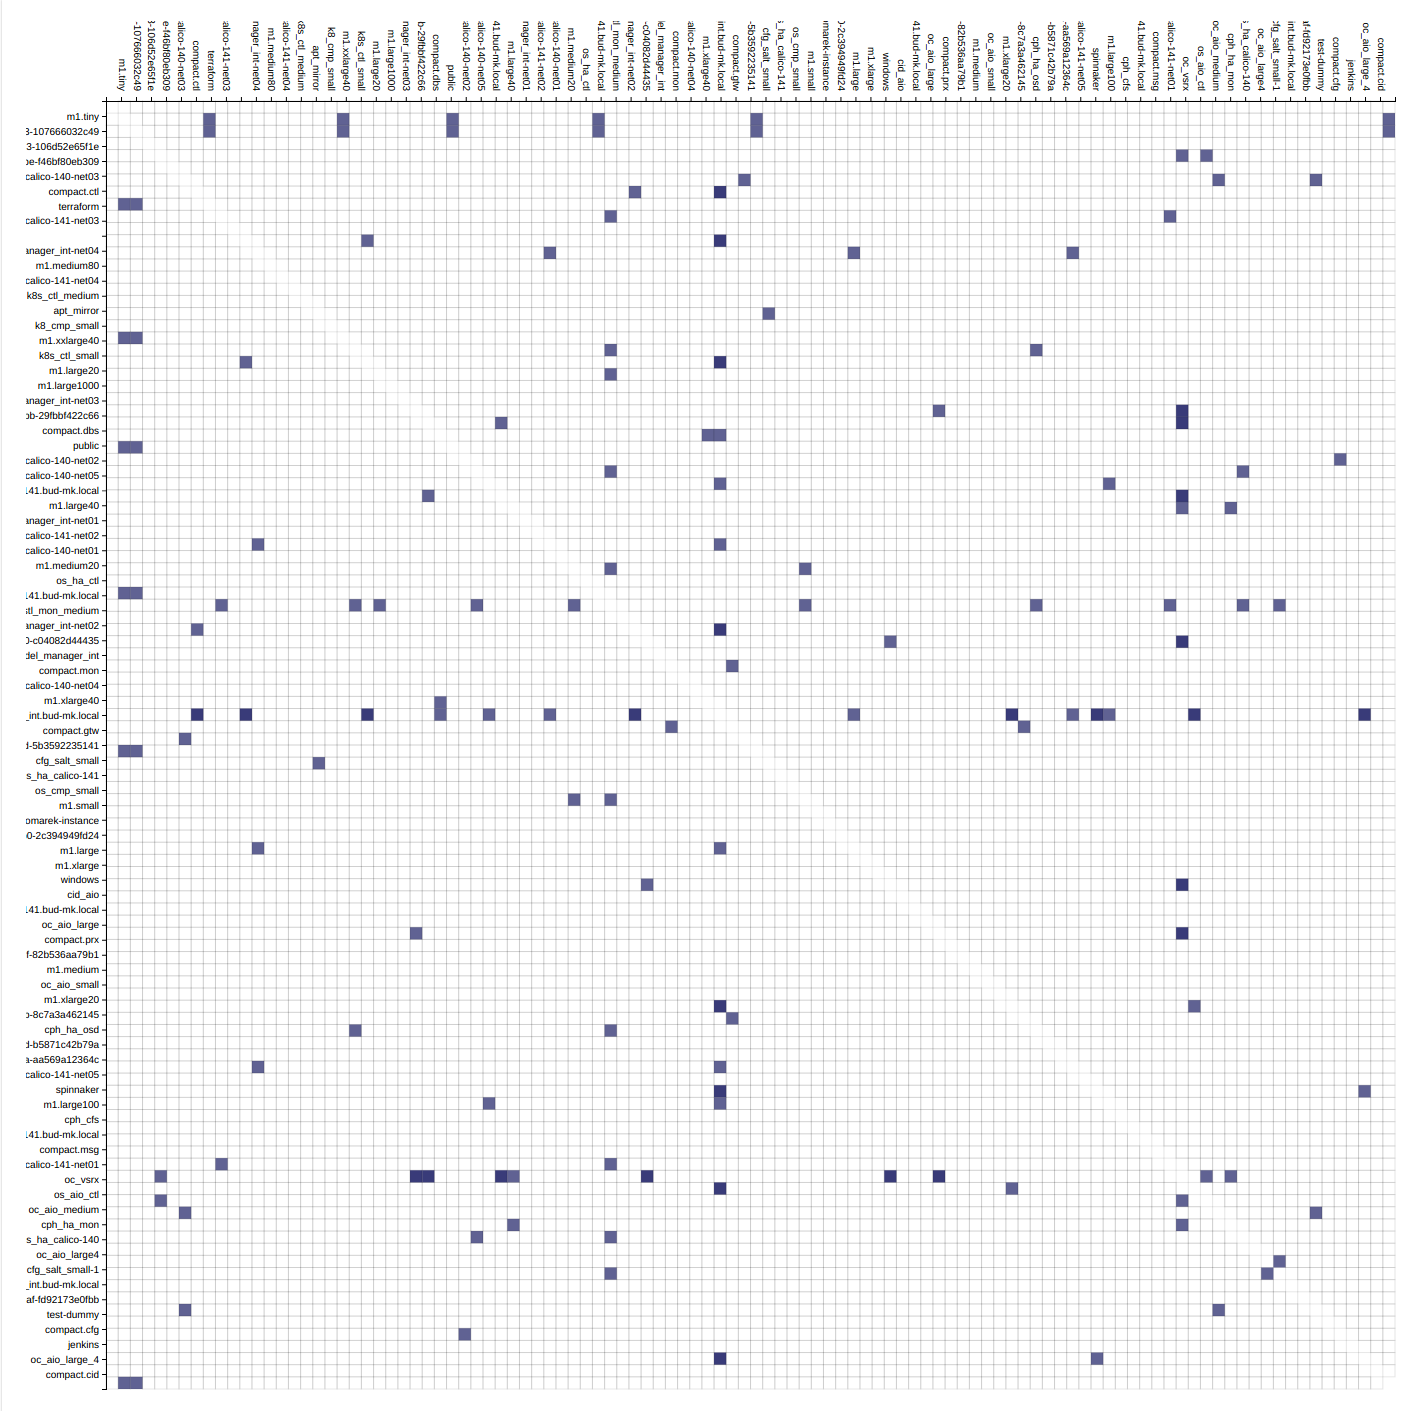 m1.tiny
-107666032c49
3-106d52e65f1e
e-f46bf80eb309
alico-140-net03
compact.ctl
terraform
alico-141-net03
nager_int-net04
m1.medium80
alico-141-net04
k8s_ctl_medium
apt_mirror
k8_cmp_small
m1.xxlarge40
k8s_ctl_small
m1.large20
m1.large1000
nager_int-net03
b-29fbbf422c66
compact.dbs
public
alico-140-net02
alico-140-net05
41.bud-mk.local
m1.large40
nager_int-net01
alico-141-net02
alico-140-net01
m1.medium20
os_ha_ctl
41.bud-mk.local
tl_mon_medium
nager_int-net02
-c04082d44435
el_manager_int
compact.mon
alico-140-net04
m1.xlarge40
int.bud-mk.local
compact.gtw
-5b3592235141
cfg_salt_small
s_ha_calico-141
os_cmp_small
m1.small
marek-instance
0-2c394949fd24
m1.large
m1.xlarge
windows
cid_aio
41.bud-mk.local
oc_aio_large
compact.prx
-82b536aa79b1
m1.medium
oc_aio_small
m1.xlarge20
-8c7a3a462145
cph_ha_osd
-b5871c42b79a
-aa569a12364c
alico-141-net05
spinnaker
m1.large100
cph_cfs
41.bud-mk.local
compact.msg
alico-141-net01
oc_vsrx
os_aio_ctl
oc_aio_medium
cph_ha_mon
s_ha_calico-140
oc_aio_large4
cfg_salt_small-1
int.bud-mk.local
af-fd92173e0fbb
test-dummy
compact.cfg
jenkins
oc_aio_large_4
compact.cid
m1.tiny
3-107666032c49
3-106d52e65f1e
be-f46bf80eb309
calico-140-net03
compact.ctl
terraform
calico-141-net03
anager_int-net04
m1.medium80
calico-141-net04
k8s_ctl_medium
apt_mirror
k8_cmp_small
m1.xxlarge40
k8s_ctl_small
m1.large20
m1.large1000
anager_int-net03
bb-29fbbf422c66
compact.dbs
public
calico-140-net02
calico-140-net05
141.bud-mk.local
m1.large40
anager_int-net01
calico-141-net02
calico-140-net01
m1.medium20
os_ha_ctl
141.bud-mk.local
stl_mon_medium
anager_int-net02
0-c04082d44435
del_manager_int
compact.mon
calico-140-net04
m1.xlarge40
_int.bud-mk.local
compact.gtw
d-5b3592235141
cfg_salt_small
s_ha_calico-141
os_cmp_small
m1.small
omarek-instance
00-2c394949fd24
m1.large
m1.xlarge
windows
cid_aio
141.bud-mk.local
oc_aio_large
compact.prx
f-82b536aa79b1
m1.medium
oc_aio_small
m1.xlarge20
-8c7a3a462145
cph_ha_osd
d-b5871c42b79a
a-aa569a12364c
calico-141-net05
spinnaker
m1.large100
cph_cfs
141.bud-mk.local
compact.msg
calico-141-net01
oc_vsrx
os_aio_ctl
oc_aio_medium
cph_ha_mon
s_ha_calico-140
oc_aio_large4
cfg_salt_small-1
_int.bud-mk.local
af-fd92173e0fbb
test-dummy
compact.cfg
jenkins
oc_aio_large_4
compact.cid